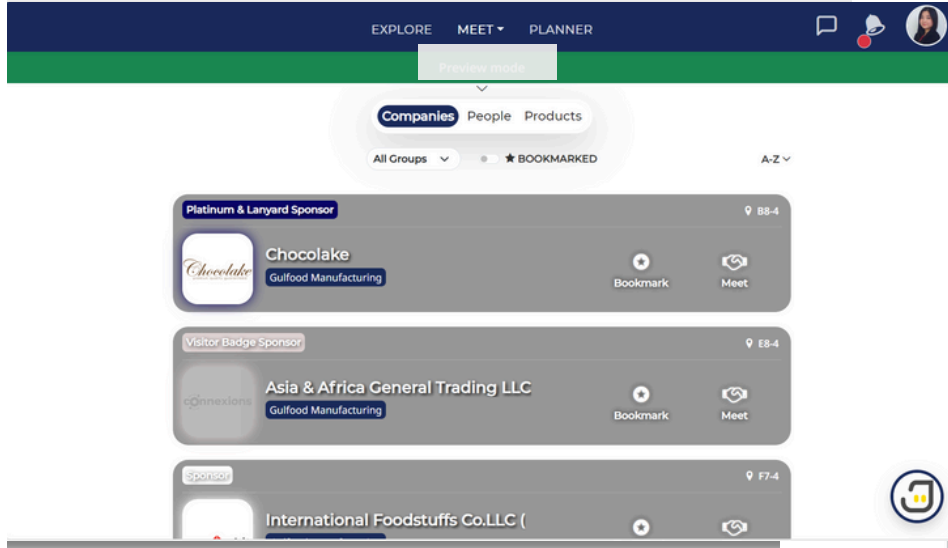 EXPLORE MEET PLANNER
Preview mode
Companies People Products
All Groups BOOKMARKED A-Z
Platinum & Lanyard Sponsor B8-4
Chocolake
Chocolake
Gulfood Manufacturing
Bookmark Meet
Visitor Badge Sponsor E8-4
connexions
Asia & Africa General Trading LLC
Gulfood Manufacturing
Bookmark Meet
Sponsor F7-4
International Foodstuffs Co.LLC (